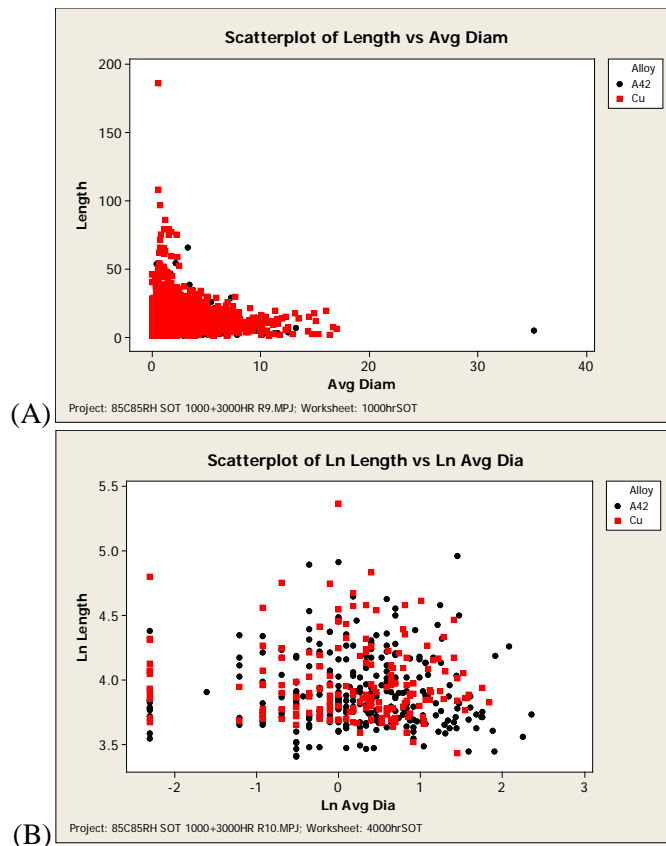 Scatterplot of Length vs Avg Diam
200
150
100
50
0
Length
0 10 20 30 40
Avg Diam
Alloy
A42
Cu
Project: 85C85RH SOT 1000+3000HR R9.MPJ; Worksheet: 1000hrSOT
(A)
Scatterplot of Ln Length vs Ln Avg Dia
5.5
5.0
4.5
4.0
3.5
Ln Length
-2 -1 0 1 2 3
Ln Avg Dia
Alloy
A42
Cu
Project: 85C85RH SOT 1000+3000HR R10.MPJ; Worksheet: 4000hrSOT
(B)